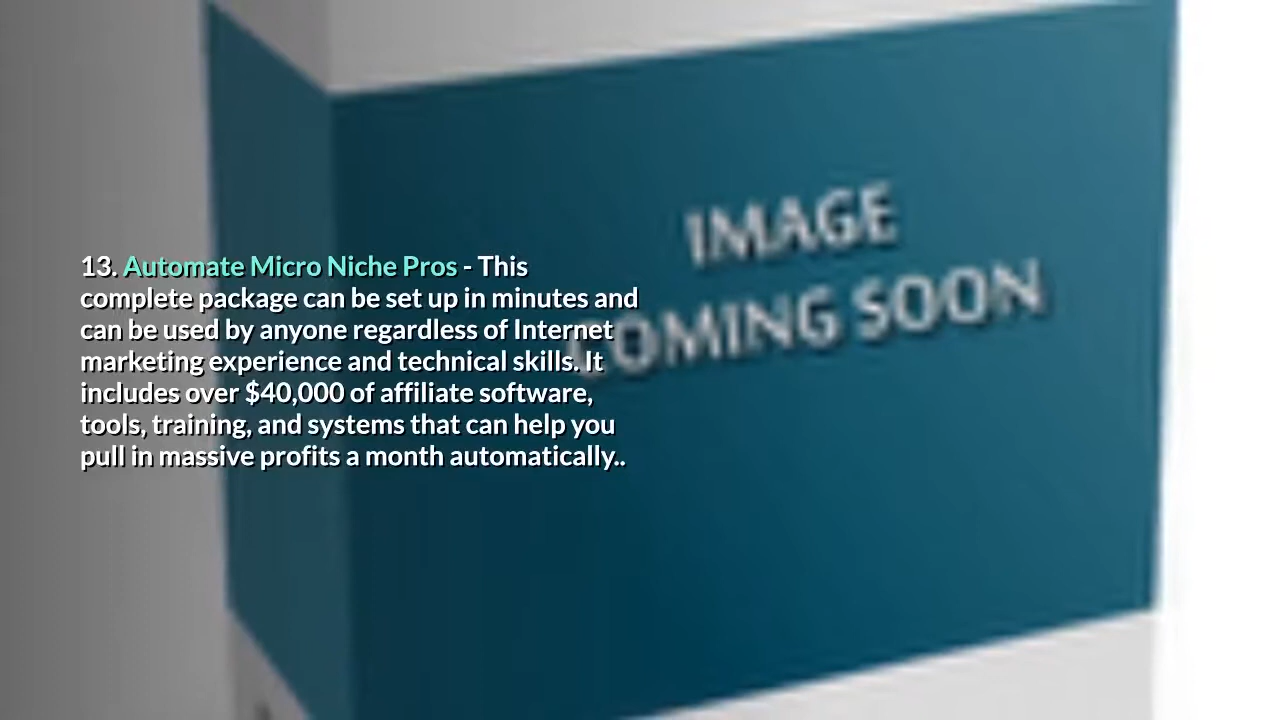 IMAGE
COMING SOON
13. Automate Micro Niche Pros - This
complete package can be set up in minutes and
can be used by anyone regardless of Internet
marketing experience and technical skills. It
includes over $40,000 of affiliate software,
tools, training, and systems that can help you
pull in massive profits a month automatically..